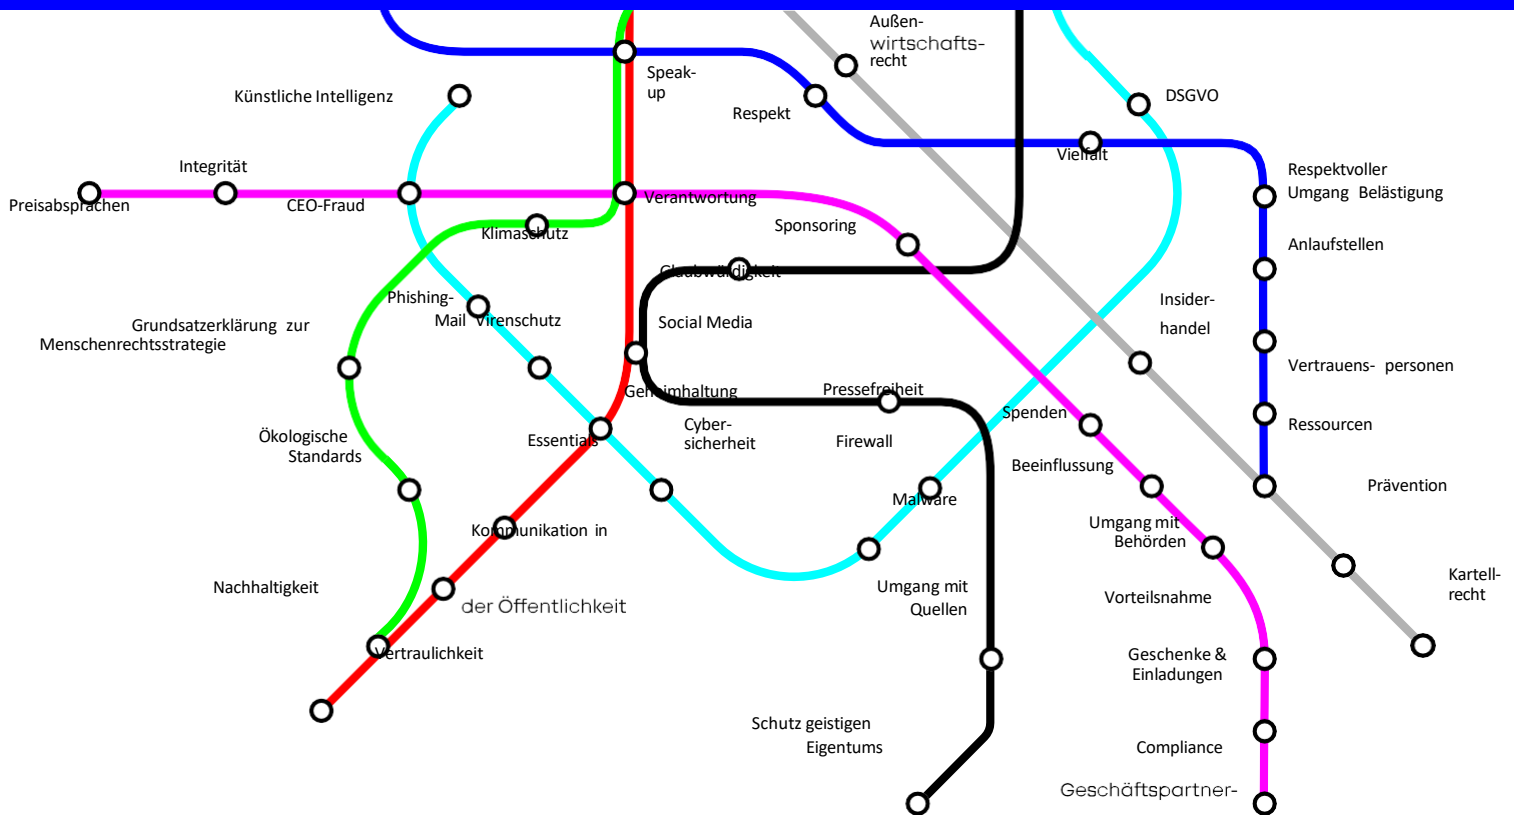 Außen-
wirtschafts-
recht
Speak-
up
Künstliche Intelligenz
Respekt
DSGVO
Vielfalt
Integrität
Respektvoller
Umgang Belästigung
Preisabsprachen
CEO-Fraud
Verantwortung
Sponsoring
Klimaschutz
Anlaufstellen
Glaubwürdigkeit
Phishing-
Mail Virenschutz
Insider-
handel
Grundsatzerklärung zur
Menschenrechtsstrategie
Social Media
Vertrauens- personen
Geheimhaltung
Pressefreiheit
Spenden
Ressourcen
Cyber-
sicherheit
Essentials
Firewall
Ökologische
Standards
Beeinflussung
Prävention
Malware
Kommunikation in
Umgang mit
Behörden
Nachhaltigkeit
der Öffentlichkeit
Umgang mit
Quellen
Vorteilsnahme
Kartell-
recht
Vertraulichkeit
Geschenke &
Einladungen
Schutz geistigen
Eigentums
Compliance
Geschäftspartner-